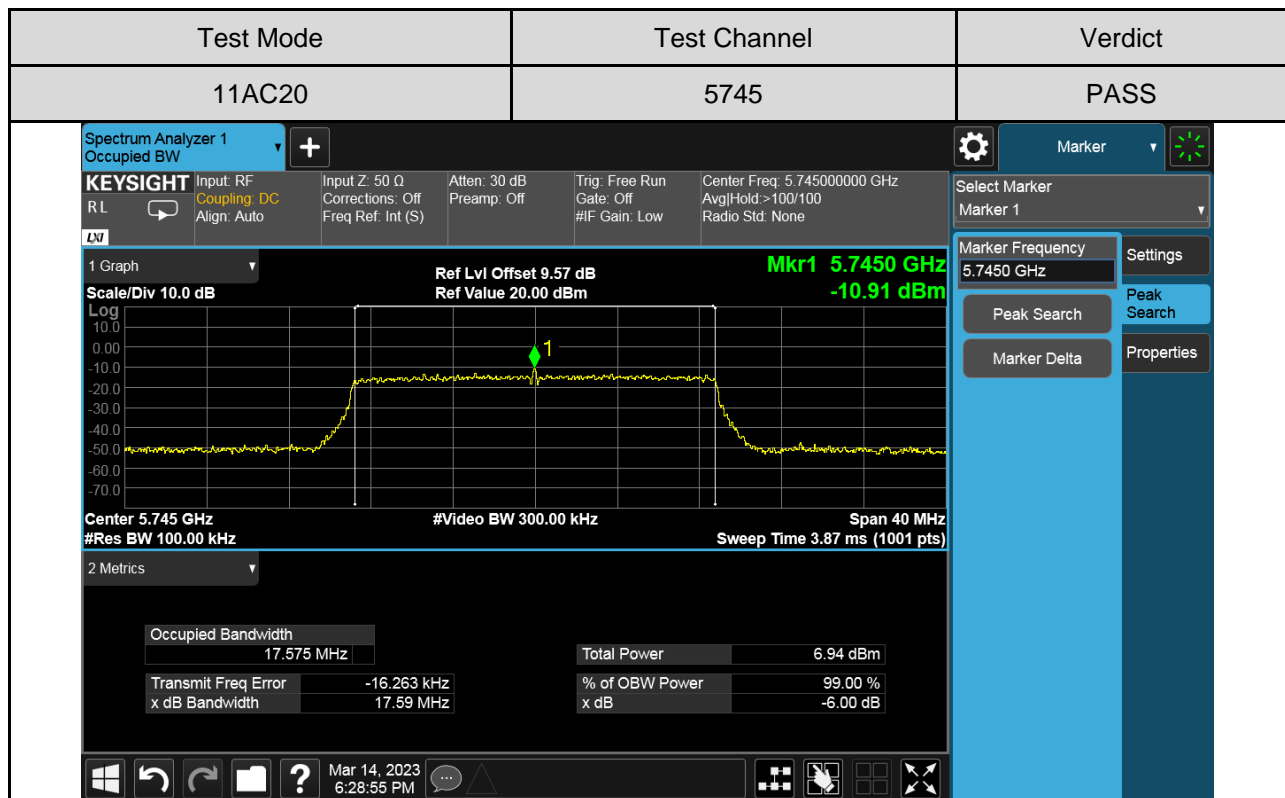 Test Mode Test Channel Verdict
11AC20 5745 PASS
Spectrum Analyzer 1
Occupied BW
Marker
KEYSIGHT Input: RF Input Z: 50 Ω Atten: 30 dB Trig: Free Run Center Freq: 5.745000000 GHz
R L Coupling: DC Corrections: Off Preamp: Off Gate: Off Avg|Hold:>100/100
Align: Auto Freq Ref: Int (S) #IF Gain: Low Radio Std: None
LXI
Select Marker
Marker 1
1 Graph
Scale/Div 10.0 dB
Ref Lvl Offset 9.57 dB
Ref Value 20.00 dBm
Mkr1 5.7450 GHz
-10.91 dBm
Marker Frequency
5.7450 GHz
Peak Search
Marker Delta
Settings
Peak
Search
Properties
Log
10.0
0.00
-10.0
-20.0
-30.0
-40.0
-50.0
-60.0
-70.0
1
Center 5.745 GHz #Video BW 300.00 kHz Span 40 MHz
#Res BW 100.00 kHz Sweep Time 3.87 ms (1001 pts)
2 Metrics
Occupied Bandwidth
17.575 MHz
Total Power 6.94 dBm
Transmit Freq Error -16.263 kHz % of OBW Power 99.00 %
x dB Bandwidth 17.59 MHz x dB -6.00 dB
Mar 14, 2023
6:28:55 PM